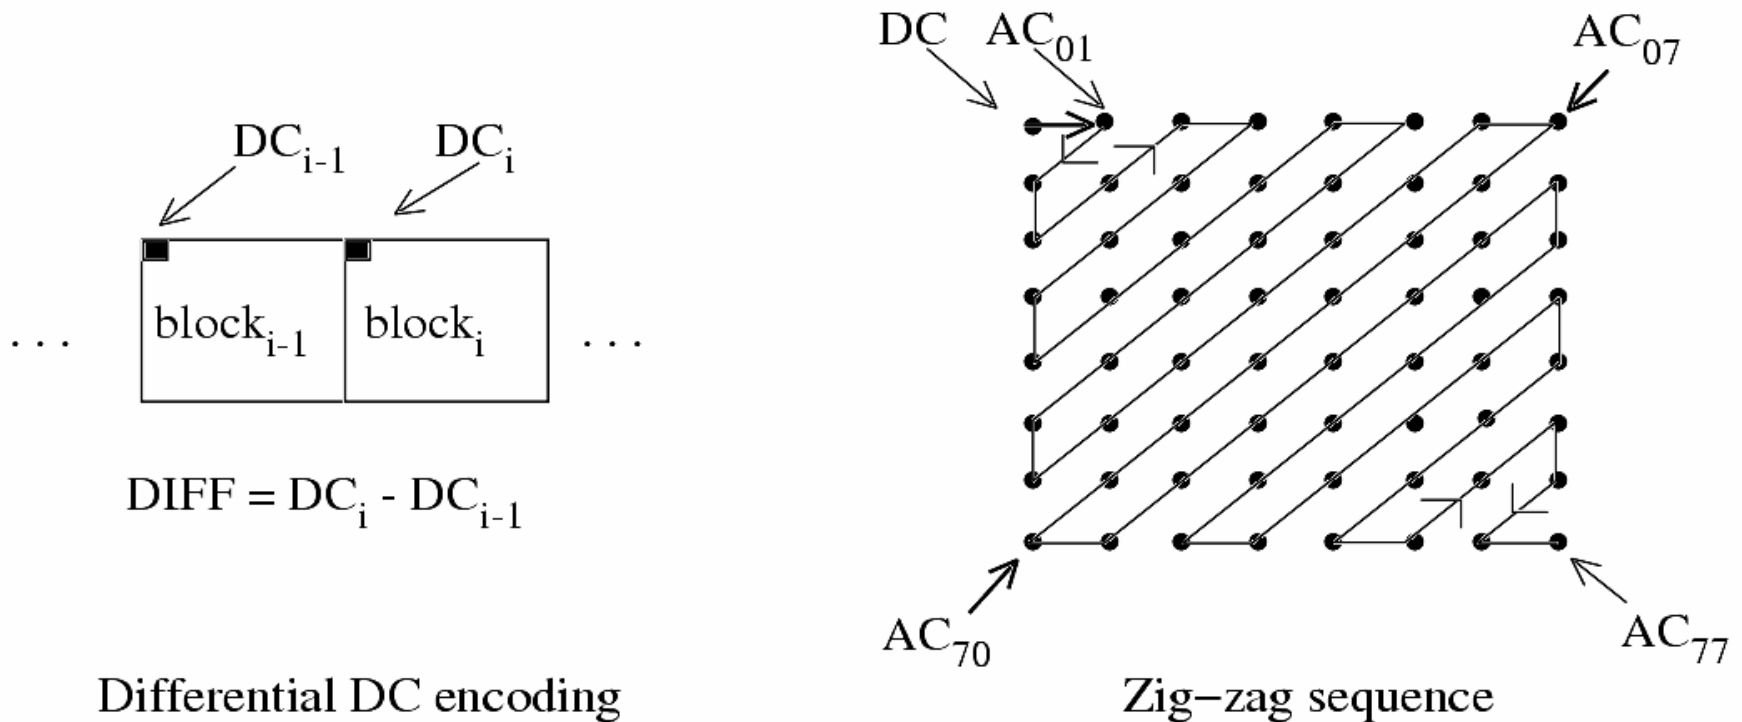 DC_{i-1} DC_i
block_{i-1} block_i
. . . . . .
DIFF = DC_i - DC_{i-1}
Differential DC encoding
DC AC_{01} AC_{07}
AC_{70} AC_{77}
Zig-zag sequence